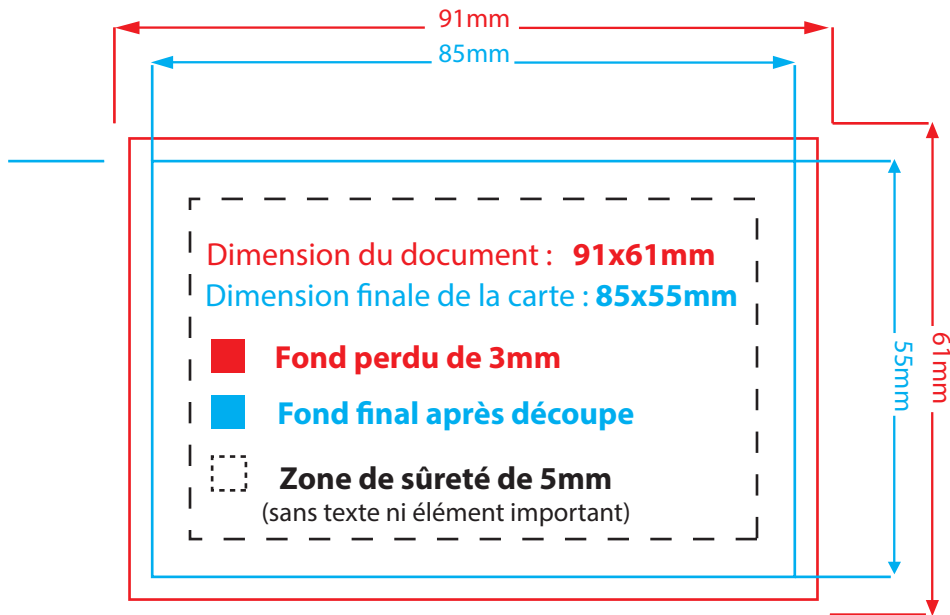 91mm
85mm
Dimension du document : 91x61mm
Dimension finale de la carte : 85x55mm
Fond perdu de 3mm
Fond final après découpe
Zone de sûreté de 5mm
(sans texte ni élément important)
55mm
61mm